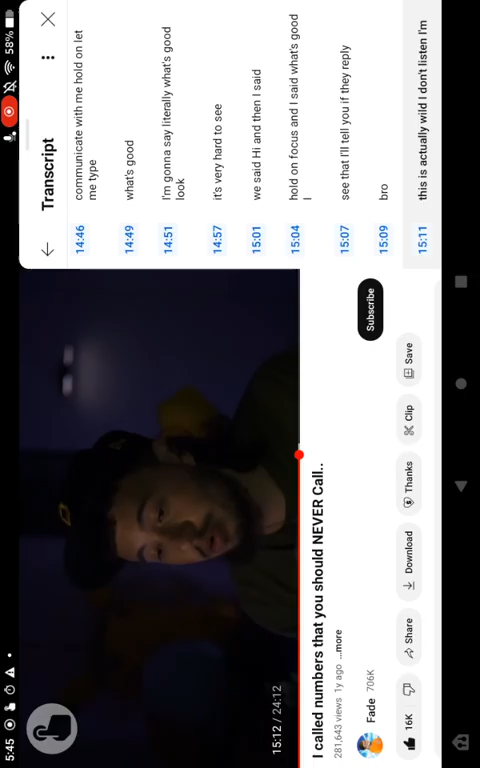 5:45
58%
15:12 / 24:12
I called numbers that you should NEVER Call..
281,643 views 1y ago ...more
Fade 706K
Subscribe
16K
Share
Download
Thanks
Clip
Save
Transcript
14:46 communicate with me hold on let
me type
14:49 what's good
14:51 I'm gonna say literally what's good
look
14:57 it's very hard to see
15:01 we said Hi and then I said
15:04 hold on focus and I said what's good
I
15:07 see that I'll tell you if they reply
15:09 bro
15:11 this is actually wild I don't listen I'm